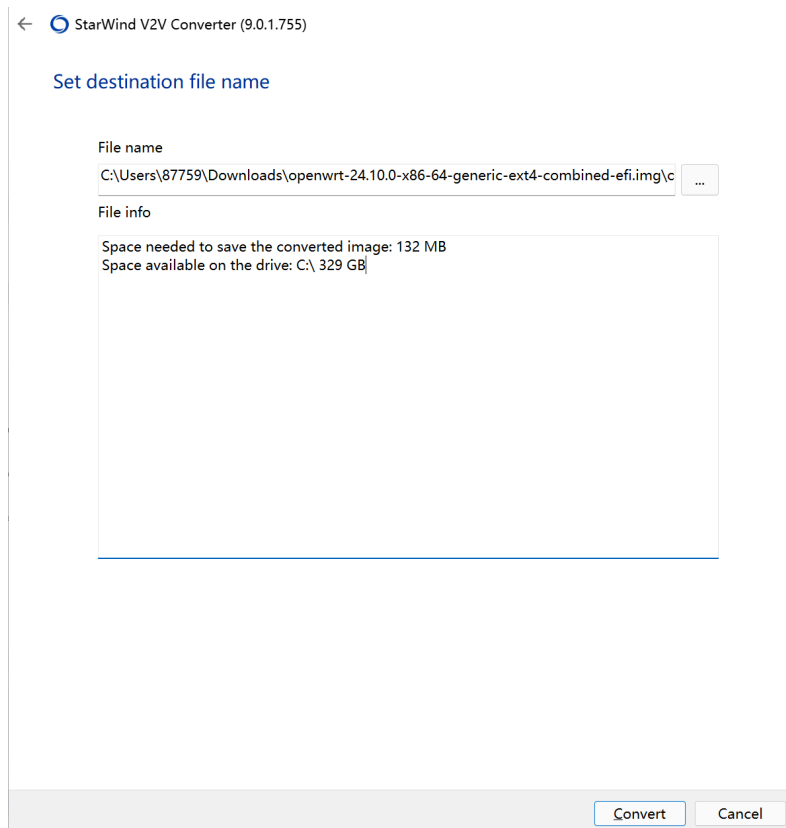 StarWind V2V Converter (9.0.1.755)
Set destination file name
File name
C:\Users\87759\Downloads\openwrt-24.10.0-x86-64-generic-ext4-combined-efi.img\c
...
File info
Space needed to save the converted image: 132 MB
Space available on the drive: C:\ 329 GB
Convert
Cancel